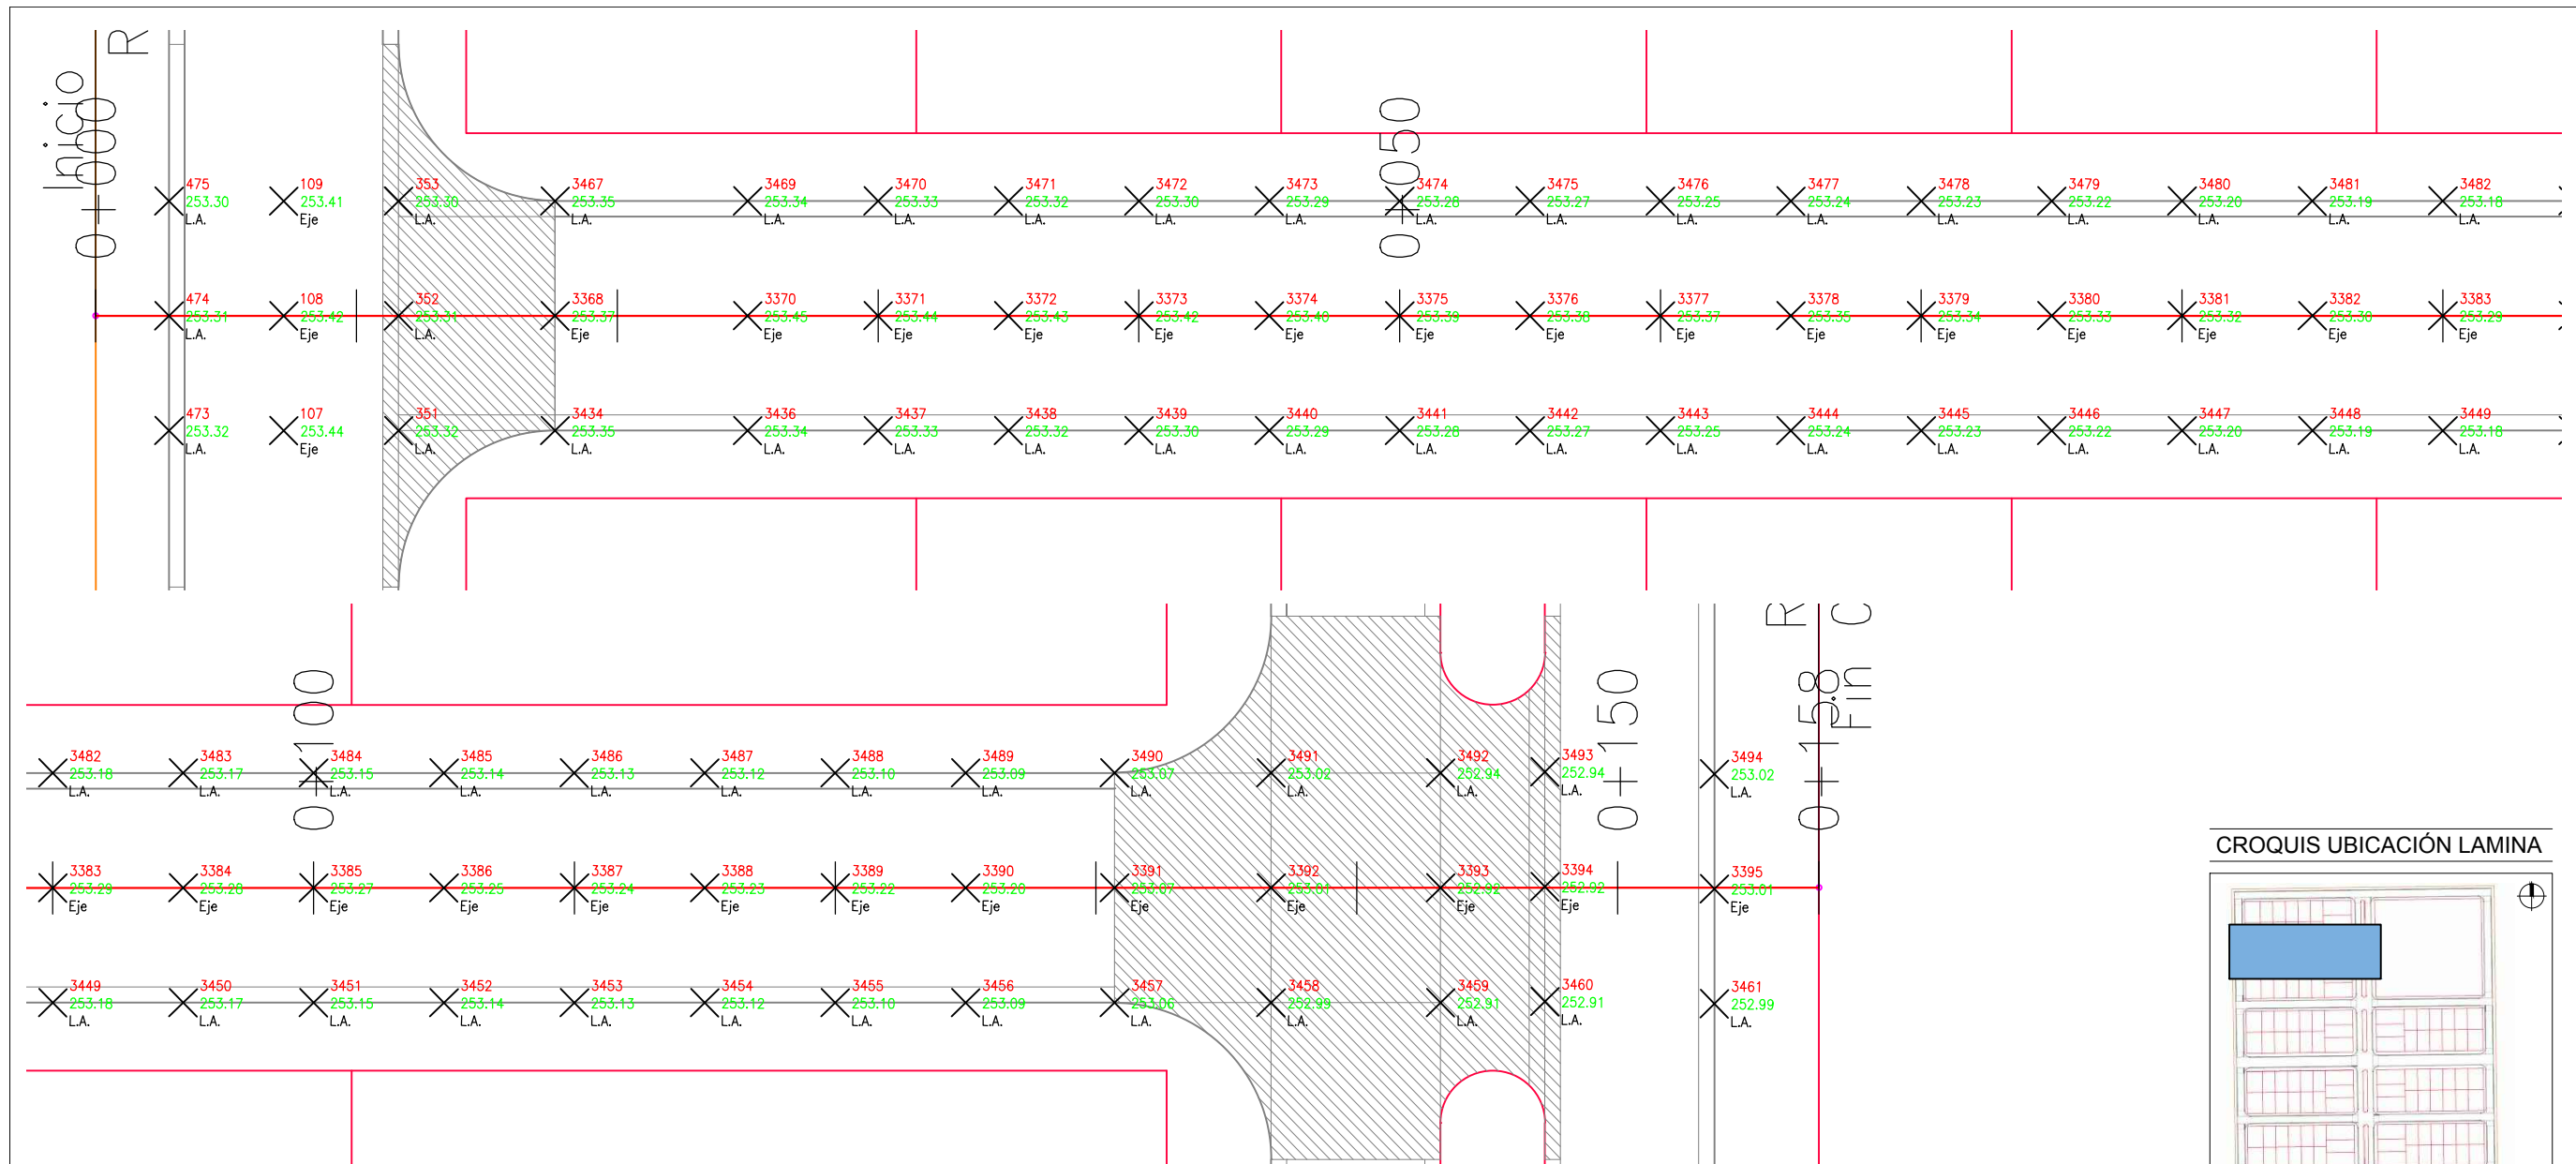 Inicio
0+000
R
0+050
475 109 353 3467 3469 3470 3471 3472 3473 3474 3475 3476 3477 3478 3479 3480 3481 3482
253.30 253.41 253.30 253.35 253.34 253.33 253.32 253.30 253.29 253.28 253.27 253.25 253.24 253.23 253.22 253.20 253.19 253.18
L.A. Eje L.A. L.A. L.A. L.A. L.A. L.A. L.A. L.A. L.A. L.A. L.A. L.A. L.A. L.A. L.A. L.A.
474 108 352 3368 3370 3371 3372 3373 3374 3375 3376 3377 3378 3379 3380 3381 3382 3383
253.31 253.42 253.31 253.37 253.45 253.44 253.43 253.42 253.40 253.39 253.38 253.37 253.35 253.34 253.33 253.32 253.30 253.29
L.A. Eje L.A. Eje Eje Eje Eje Eje Eje Eje Eje Eje Eje Eje Eje Eje Eje Eje
473 107 351 3434 3436 3437 3438 3439 3440 3441 3442 3443 3444 3445 3446 3447 3448 3449
253.32 253.44 253.32 253.35 253.34 253.33 253.32 253.30 253.29 253.28 253.27 253.25 253.24 253.23 253.22 253.20 253.19 253.18
L.A. Eje L.A. L.A. L.A. L.A. L.A. L.A. L.A. L.A. L.A. L.A. L.A. L.A. L.A. L.A. L.A. L.A.
0+100
0+150
R
0+158
Fin C
3482 3483 3484 3485 3486 3487 3488 3489 3490 3491 3492 3493 3494
253.18 253.17 253.15 253.14 253.13 253.12 253.10 253.09 253.07 253.02 252.94 252.94 253.02
L.A. L.A. L.A. L.A. L.A. L.A. L.A. L.A. L.A. L.A. L.A. L.A. L.A.
3383 3384 3385 3386 3387 3388 3389 3390 3391 3392 3393 3394 3395
253.29 253.28 253.27 253.25 253.24 253.23 253.22 253.20 253.07 253.01 252.92 252.92 253.01
Eje Eje Eje Eje Eje Eje Eje Eje Eje Eje Eje Eje Eje
3449 3450 3451 3452 3453 3454 3455 3456 3457 3458 3459 3460 3461
253.18 253.17 253.15 253.14 253.13 253.12 253.10 253.09 253.06 252.99 252.91 252.91 252.99
L.A. L.A. L.A. L.A. L.A. L.A. L.A. L.A. L.A. L.A. L.A. L.A. L.A.
CROQUIS UBICACIÓN LAMINA